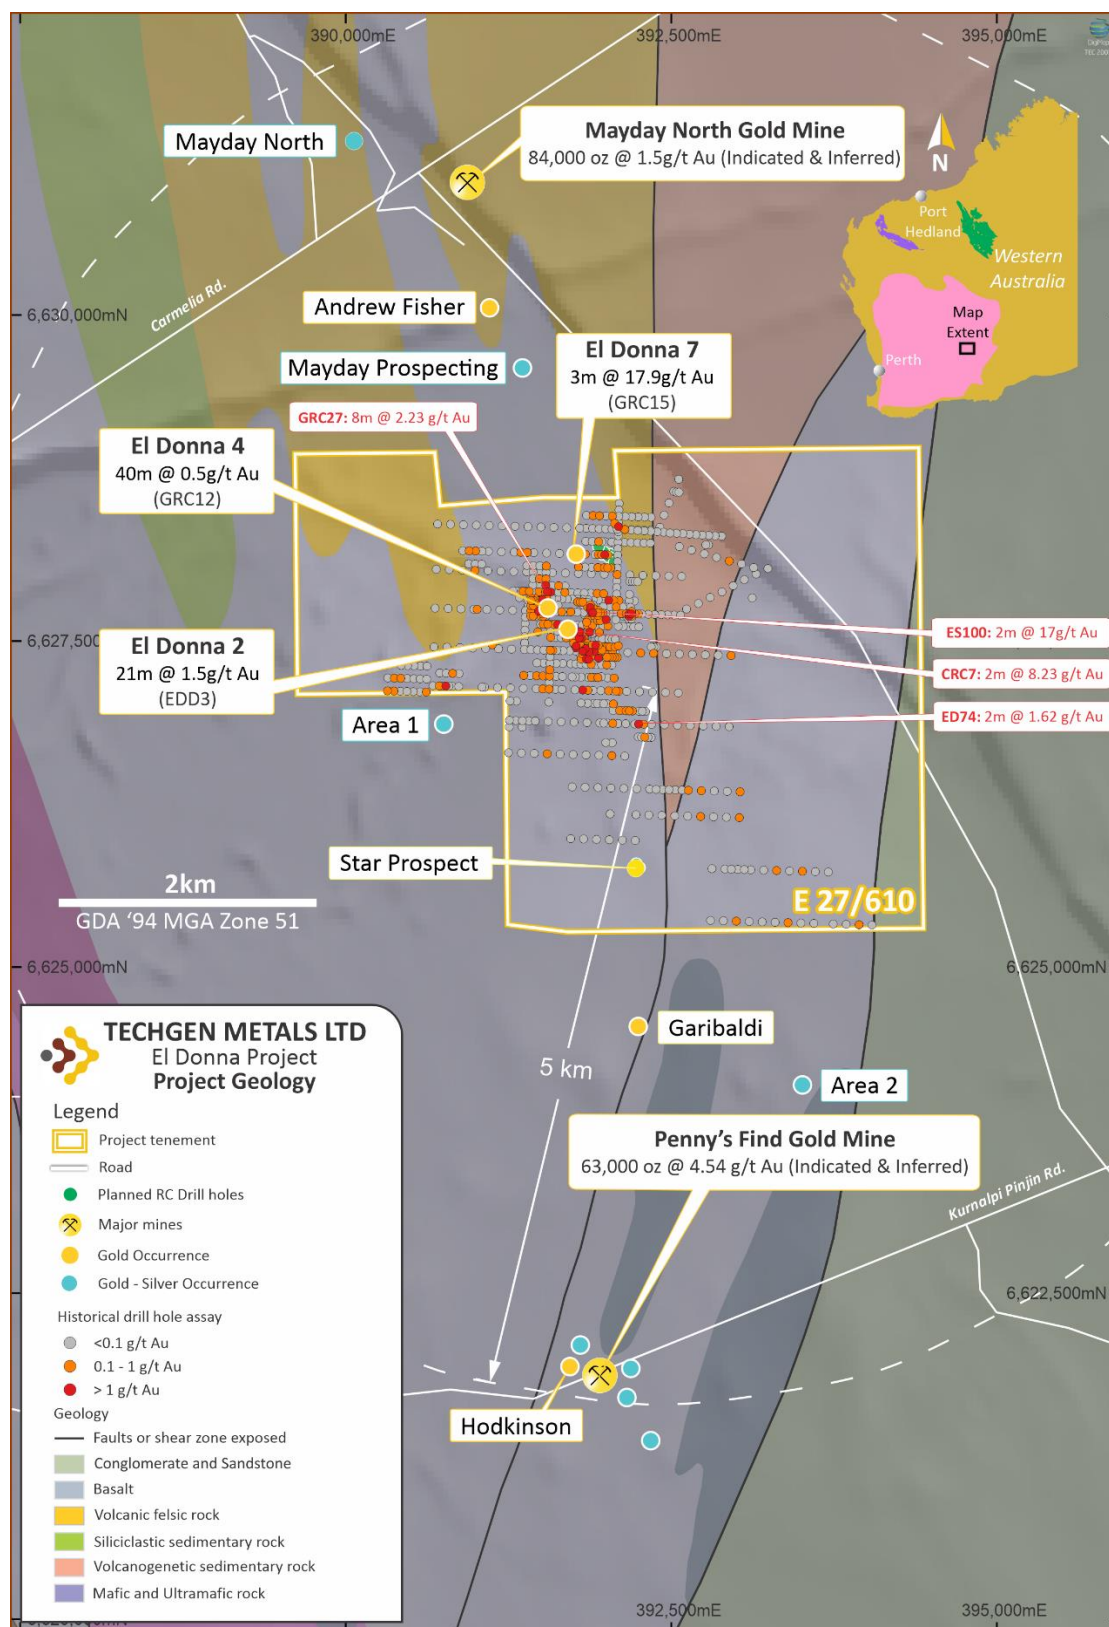 390,000mE
392,500mE
395,000mE
Mayday North
Mayday North Gold Mine
84,000 oz @ 1.5g/t Au (Indicated & Inferred)
N
Port
Hedland
Western
Australia
Map
Extent
Perth
Carmelia Rd.
6,630,000mN
Andrew Fisher
Mayday Prospecting
El Donna 7
3m @ 17.9g/t Au
(GRC15)
GRC27: 8m @ 2.23 g/t Au
El Donna 4
40m @ 0.5g/t Au
(GRC12)
6,627,500
El Donna 2
21m @ 1.5g/t Au
(EDD3)
ES100: 2m @ 17g/t Au
CRC7: 2m @ 8.23 g/t Au
ED74: 2m @ 1.62 g/t Au
Area 1
Star Prospect
2km
GDA ‘94 MGA Zone 51
E 27/610
6,625,000mN
6,625,000mN
Garibaldi
5 km
Area 2
Penny’s Find Gold Mine
63,000 oz @ 4.54 g/t Au (Indicated & Inferred)
Kurnalpi Pinjin Rd.
6,622,500mN
Hodkinson
TECHGEN METALS LTD
El Donna Project
Project Geology
Legend
Project tenement
Road
Planned RC Drill holes
Major mines
Gold Occurrence
Gold - Silver Occurrence
Historical drill hole assay
<0.1 g/t Au
0.1 - 1 g/t Au
> 1 g/t Au
Geology
Faults or shear zone exposed
Conglomerate and Sandstone
Basalt
Volcanic felsic rock
Siliciclastic sedimentary rock
Volcanogenetic sedimentary rock
Mafic and Ultramafic rock
392,500mE
395,000mE